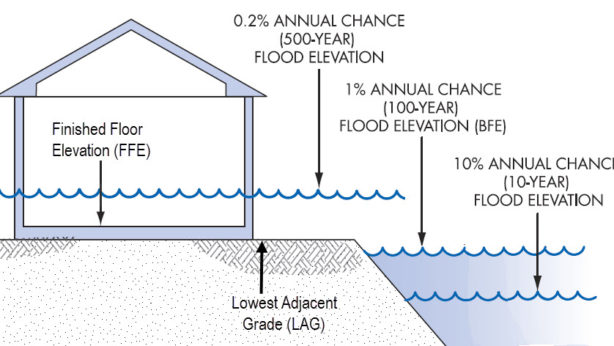 0.2% ANNUAL CHANCE
(500-YEAR)
FLOOD ELEVATION
1% ANNUAL CHANCE
(100-YEAR)
FLOOD ELEVATION (BFE)
10% ANNUAL CHANCE
(10-YEAR)
FLOOD ELEVATION
Finished Floor
Elevation (FFE)
Lowest Adjacent
Grade (LAG)